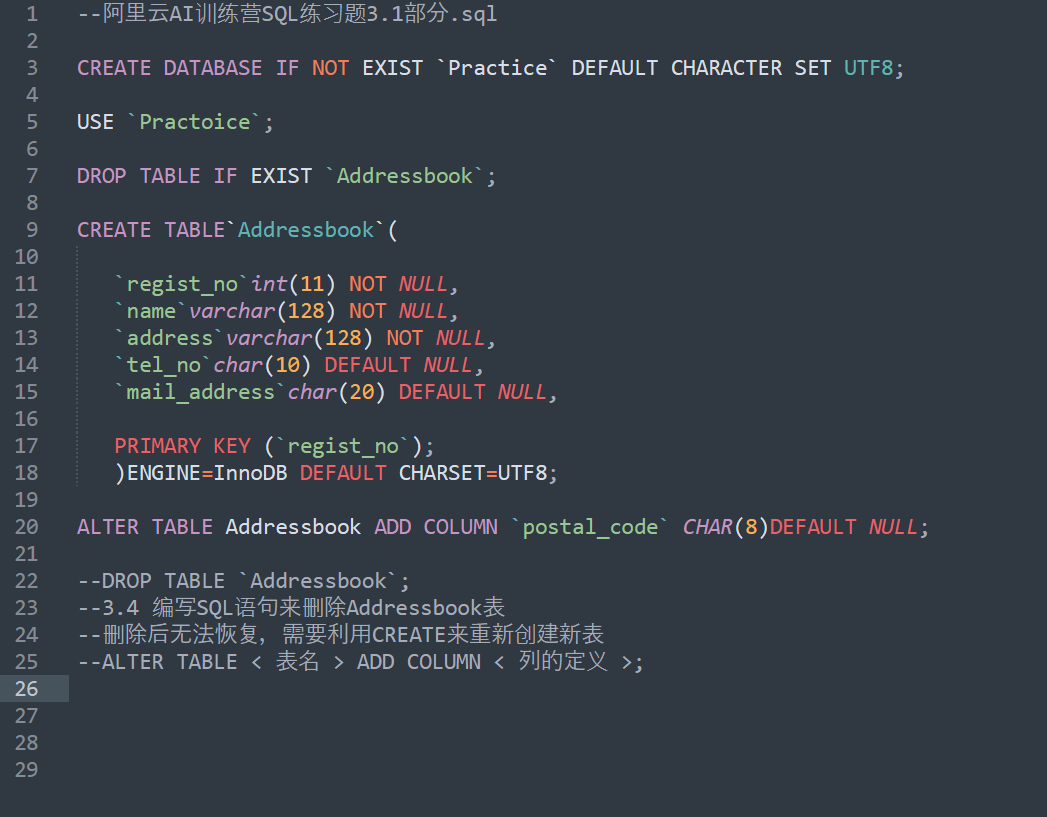 1 --阿里云AI训练营SQL练习题3.1部分.sql
2
3 CREATE DATABASE IF NOT EXIST `Practice` DEFAULT CHARACTER SET UTF8;
4
5 USE `Practoice`;
6
7 DROP TABLE IF EXIST `Addressbook`;
8
9 CREATE TABLE`Addressbook`(
10
11 `regist_no`int(11) NOT NULL,
12 `name`varchar(128) NOT NULL,
13 `address`varchar(128) NOT NULL,
14 `tel_no`char(10) DEFAULT NULL,
15 `mail_address`char(20) DEFAULT NULL,
16
17 PRIMARY KEY (`regist_no`);
18 )ENGINE=InnoDB DEFAULT CHARSET=UTF8;
19
20 ALTER TABLE Addressbook ADD COLUMN `postal_code` CHAR(8)DEFAULT NULL;
21
22 --DROP TABLE `Addressbook`;
23 --3.4 编写SQL语句来删除Addressbook表
24 --删除后无法恢复，需要利用CREATE来重新创建新表
25 --ALTER TABLE < 表名 > ADD COLUMN < 列的定义 >;
26
27
28
29